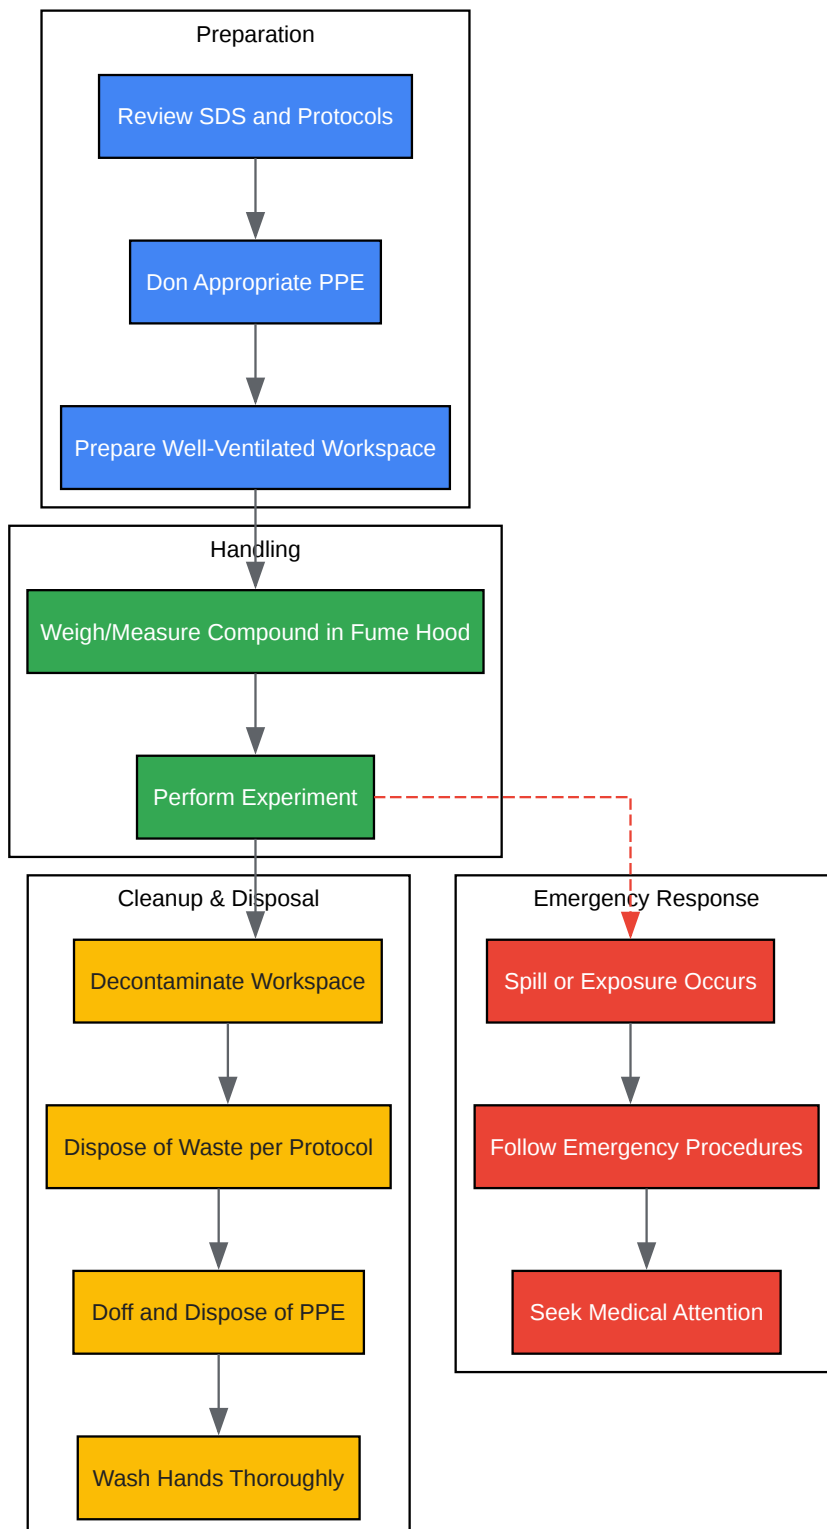 Preparation
Review SDS and Protocols
Don Appropriate PPE
Prepare Well-Ventilated Workspace
Handling
Weigh/Measure Compound in Fume Hood
Perform Experiment
Cleanup & Disposal
Decontaminate Workspace
Dispose of Waste per Protocol
Doff and Dispose of PPE
Wash Hands Thoroughly
Emergency Response
Spill or Exposure Occurs
Follow Emergency Procedures
Seek Medical Attention